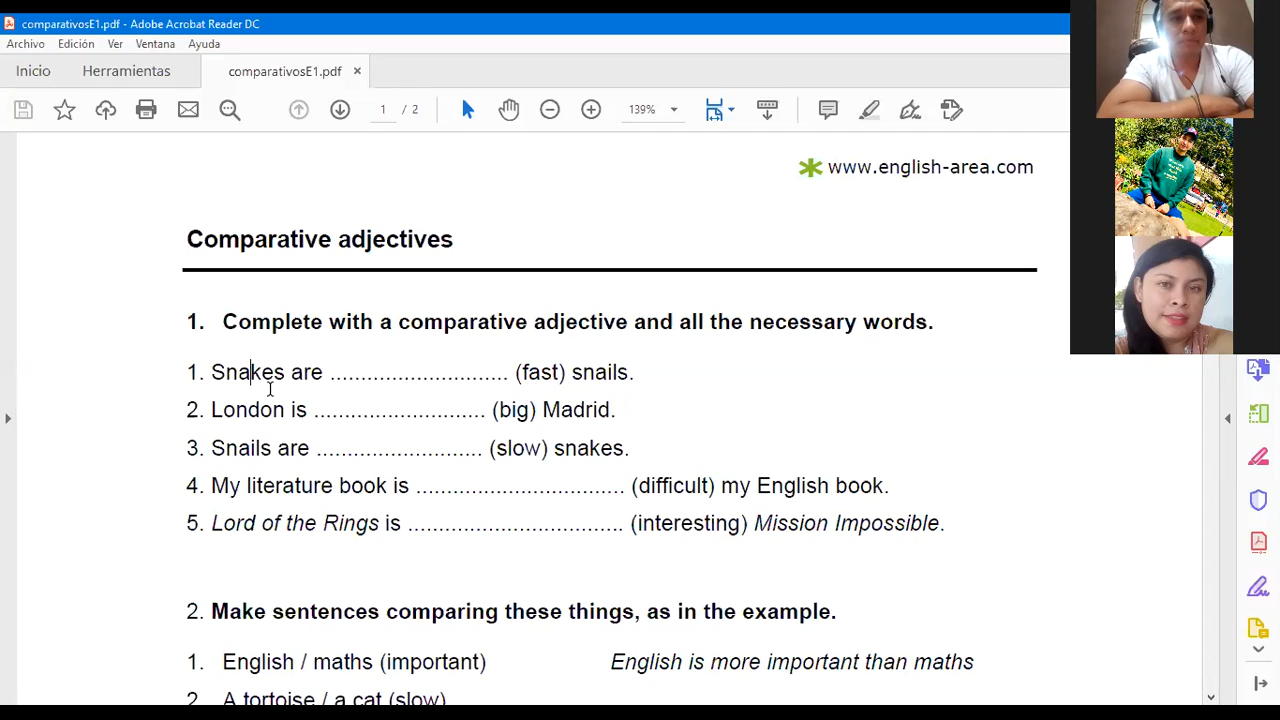 comparativosE1.pdf - Adobe Acrobat Reader DC
Archivo Edición Ver Ventana Ayuda
Inicio Herramientas comparativosE1.pdf ×
1 / 2 139%
www.english-area.com
Comparative adjectives
1. Complete with a comparative adjective and all the necessary words.
1. Snakes are ............................. (fast) snails.
2. London is ............................ (big) Madrid.
3. Snails are ........................... (slow) snakes.
4. My literature book is .................................. (difficult) my English book.
5. Lord of the Rings is ................................... (interesting) Mission Impossible.
2. Make sentences comparing these things, as in the example.
1. English / maths (important) English is more important than maths
2 A tortoise / a cat (slow)